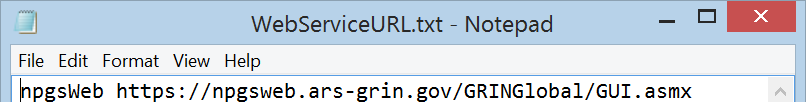 WebServiceURL.txt - Notepad
File Edit Format View Help
npgsWeb https://npgsweb.ars-grin.gov/GRINGlobal/GUI.asmx